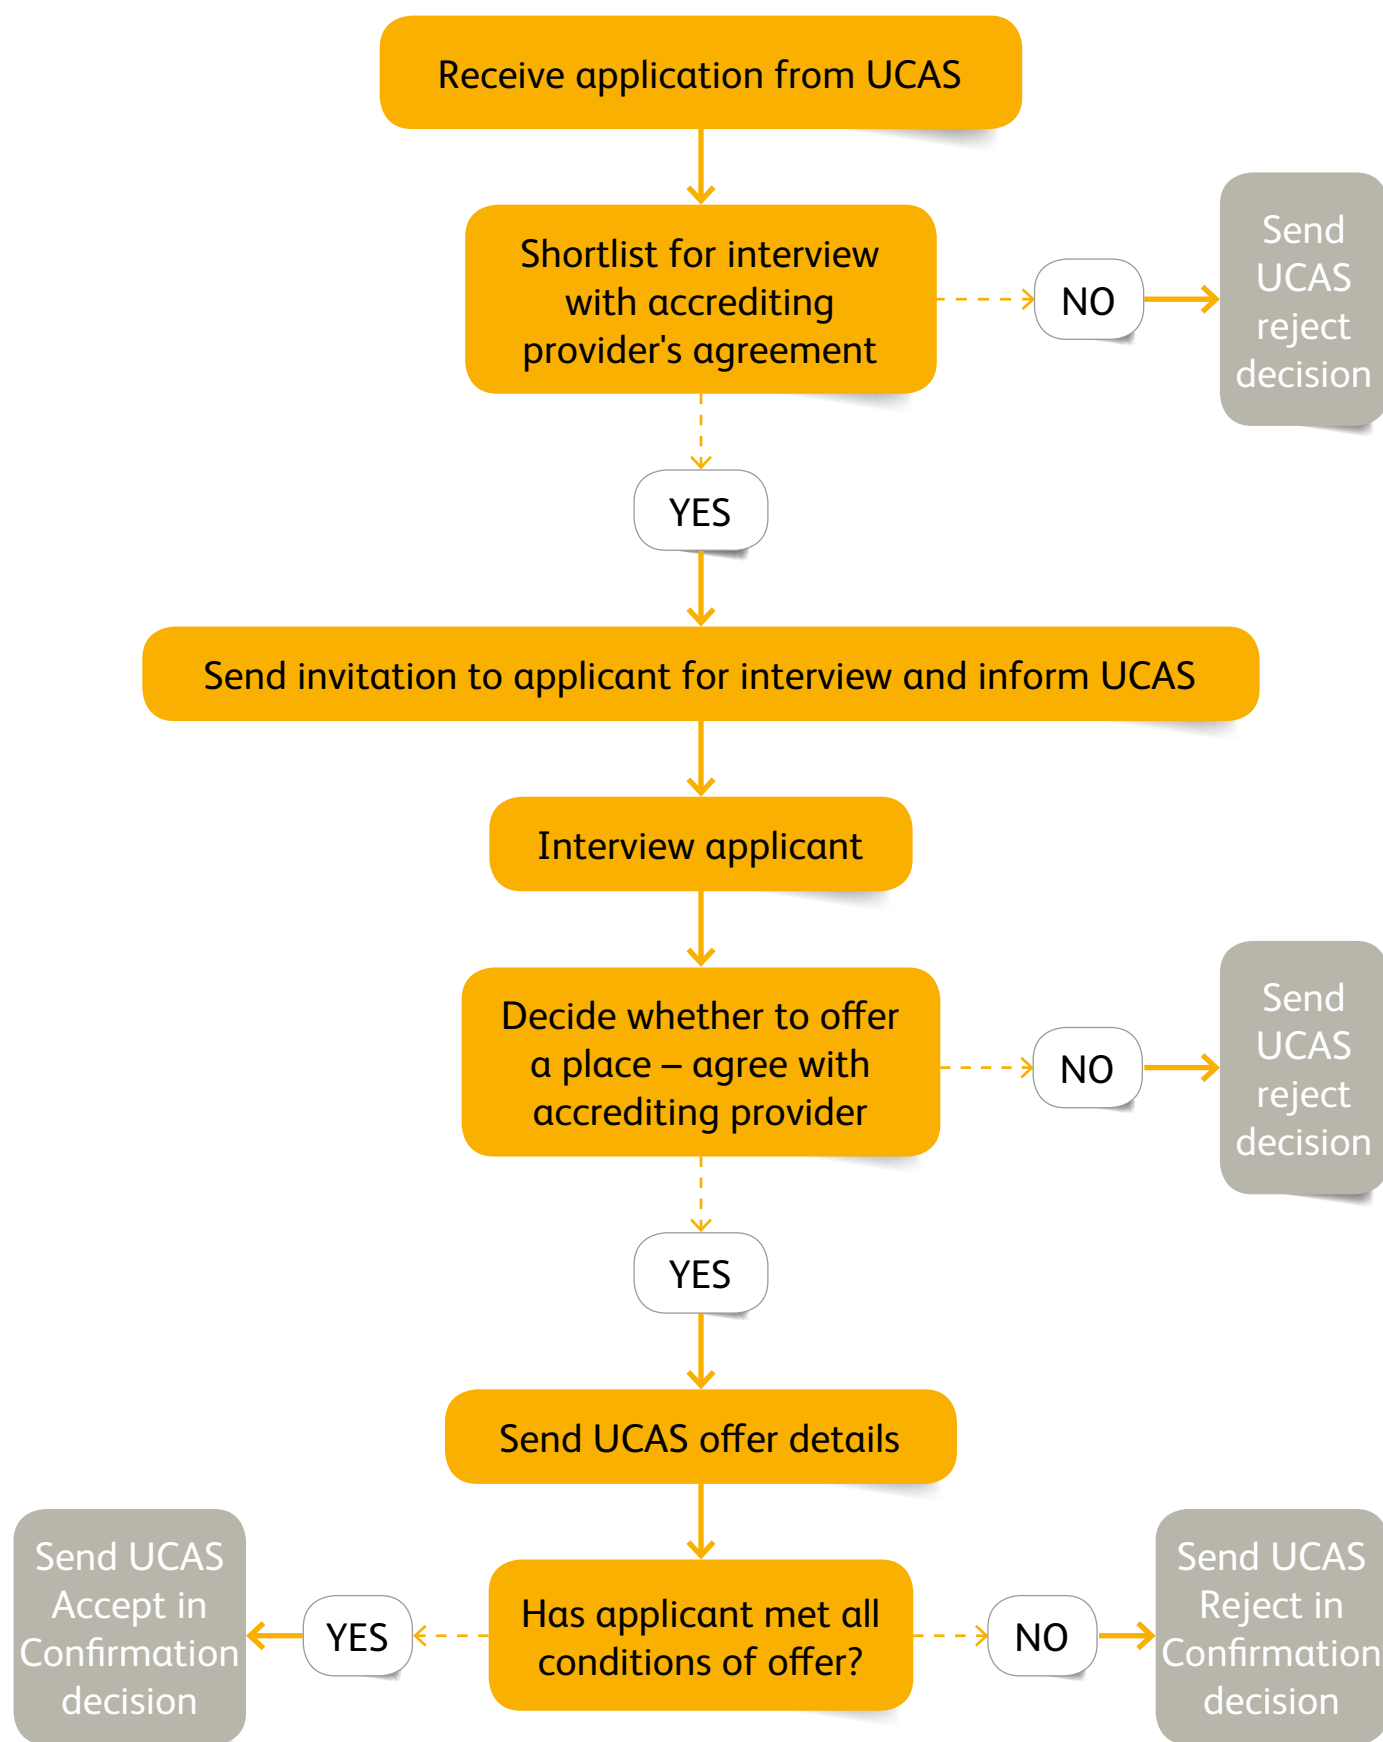 Receive application from UCAS
Shortlist for interview
with accrediting
provider's agreement
NO
Send
UCAS
reject
decision
YES
Send invitation to applicant for interview and inform UCAS
Interview applicant
Decide whether to offer
a place – agree with
accrediting provider
NO
Send
UCAS
reject
decision
YES
Send UCAS offer details
Send UCAS
Accept in
Confirmation
decision
YES
Has applicant met all
conditions of offer?
NO
Send UCAS
Reject in
Confirmation
decision